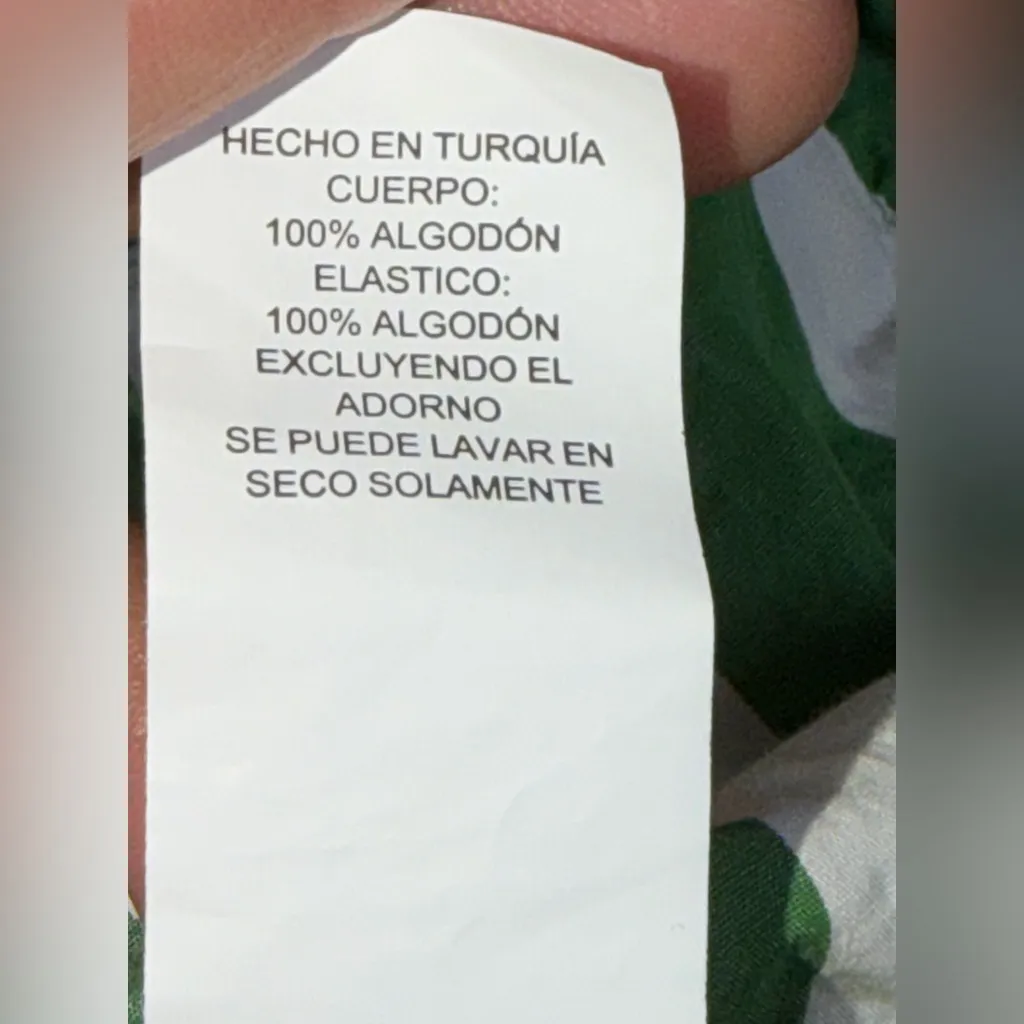 HECHO EN TURQUÍA
CUERPO:
100% ALGODÓN
ELASTICO:
100% ALGODÓN
EXCLUYENDO EL
ADORNO
SE PUEDE LAVAR EN
SECO SOLAMENTE